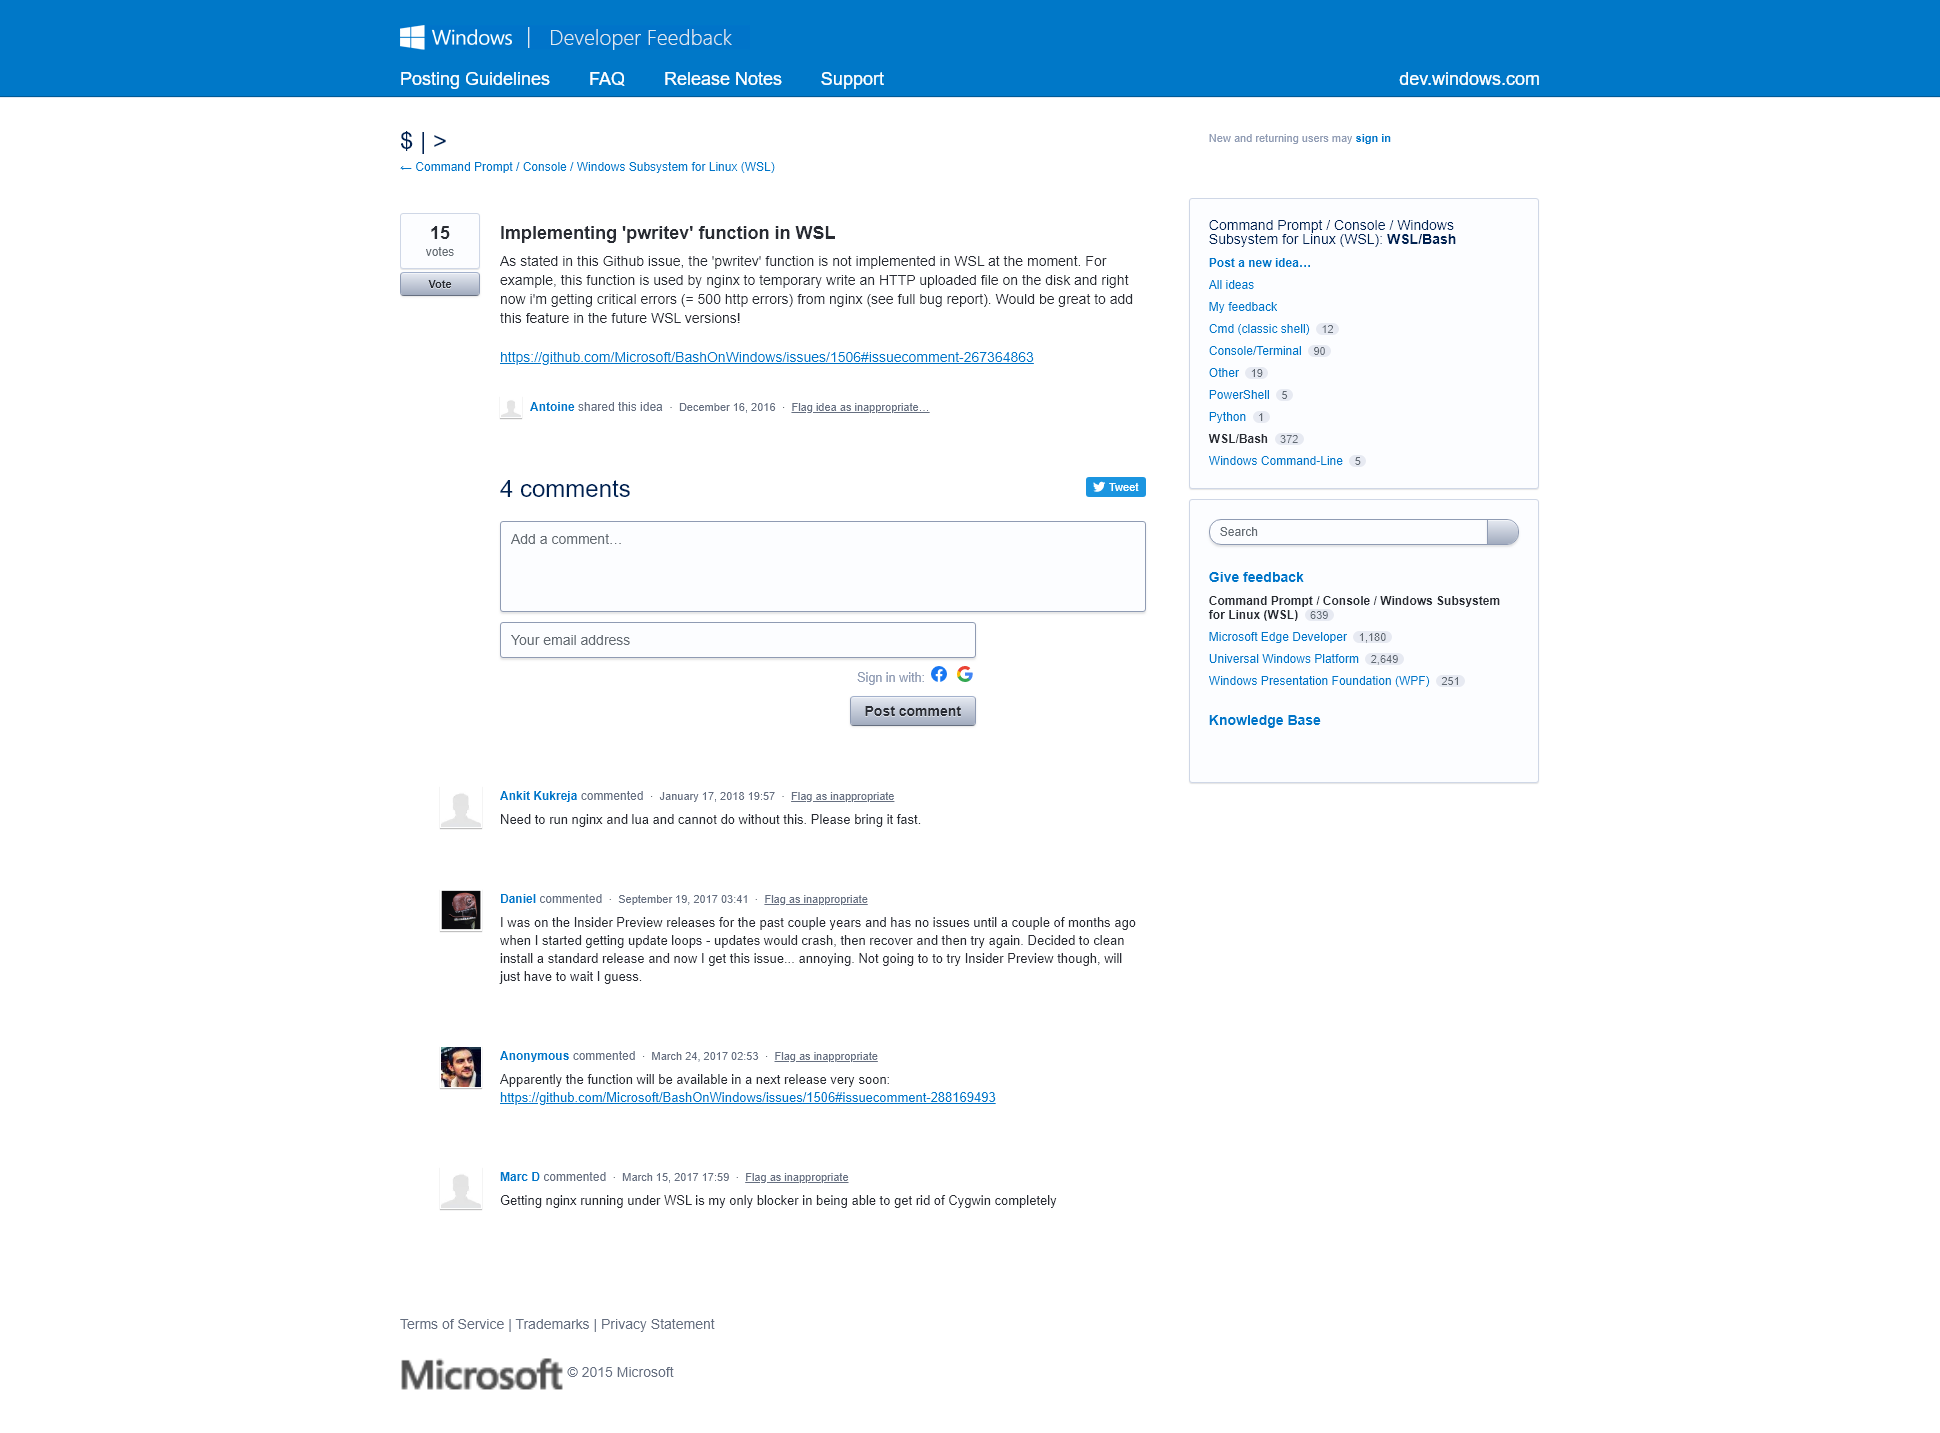 Windows | Developer Feedback
Posting Guidelines FAQ Release Notes Support dev.windows.com
$ | >
← Command Prompt / Console / Windows Subsystem for Linux (WSL)
New and returning users may sign in
15
votes
Vote
Implementing 'pwritev' function in WSL
As stated in this Github issue, the 'pwritev' function is not implemented in WSL at the moment. For
example, this function is used by nginx to temporary write an HTTP uploaded file on the disk and right
now i'm getting critical errors (= 500 http errors) from nginx (see full bug report). Would be great to add
this feature in the future WSL versions!
https://github.com/Microsoft/BashOnWindows/issues/1506#issuecomment-267364863
Antoine shared this idea · December 16, 2016 · Flag idea as inappropriate…
4 comments
Tweet
Add a comment…
Your email address
Sign in with:
Post comment
Ankit Kukreja commented · January 17, 2018 19:57 · Flag as inappropriate
Need to run nginx and lua and cannot do without this. Please bring it fast.
Daniel commented · September 19, 2017 03:41 · Flag as inappropriate
I was on the Insider Preview releases for the past couple years and has no issues until a couple of months ago
when I started getting update loops - updates would crash, then recover and then try again. Decided to clean
install a standard release and now I get this issue... annoying. Not going to to try Insider Preview though, will
just have to wait I guess.
Anonymous commented · March 24, 2017 02:53 · Flag as inappropriate
Apparently the function will be available in a next release very soon:
https://github.com/Microsoft/BashOnWindows/issues/1506#issuecomment-288169493
Marc D commented · March 15, 2017 17:59 · Flag as inappropriate
Getting nginx running under WSL is my only blocker in being able to get rid of Cygwin completely
Command Prompt / Console / Windows
Subsystem for Linux (WSL): WSL/Bash
Post a new idea…
All ideas
My feedback
Cmd (classic shell) 12
Console/Terminal 90
Other 19
PowerShell 5
Python 1
WSL/Bash 372
Windows Command-Line 5
Search
Give feedback
Command Prompt / Console / Windows Subsystem
for Linux (WSL) 639
Microsoft Edge Developer 1,180
Universal Windows Platform 2,649
Windows Presentation Foundation (WPF) 251
Knowledge Base
Terms of Service | Trademarks | Privacy Statement
Microsoft © 2015 Microsoft